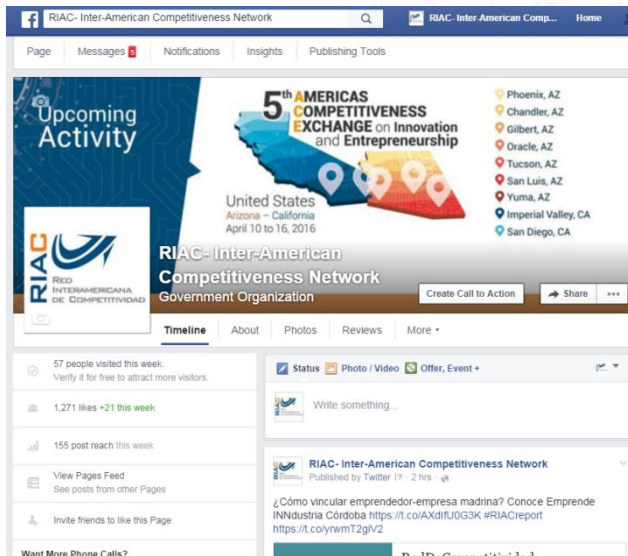 RIAC- Inter-American Competitiveness Network
RIAC- Inter-American Comp...
Home
Page
Messages 5
Notifications
Insights
Publishing Tools
Upcoming
Activity
5th AMERICAS
COMPETITIVENESS
EXCHANGE on Innovation
and Entrepreneurship
United States
Arizona – California
April 10 to 16, 2016
Phoenix, AZ
Chandler, AZ
Gilbert, AZ
Oracle, AZ
Tucson, AZ
San Luis, AZ
Yuma, AZ
Imperial Valley, CA
San Diego, CA
RIAC
RED
INTERAMERICANA
DE COMPETITIVIDAD
RIAC- Inter-American
Competitiveness Network
Government Organization
Create Call to Action
Share
Timeline
About
Photos
Reviews
More
57 people visited this week.
Verify it for free to attract more visitors.
1,271 likes +21 this week
155 post reach this week
View Pages Feed
See posts from other Pages
Invite friends to like this Page
Want More Phone Calls?
Status
Photo / Video
Offer, Event +
Write something...
RIAC- Inter-American Competitiveness Network
Published by Twitter [?] · 2 hrs ·
¿Cómo vincular emprendedor-empresa madrina? Conoce Emprende
INNdustria Córdoba https://t.co/AXdIfU0G3K #RIACreport
https://t.co/yrwmT2giV2
RedDeCompetitividad